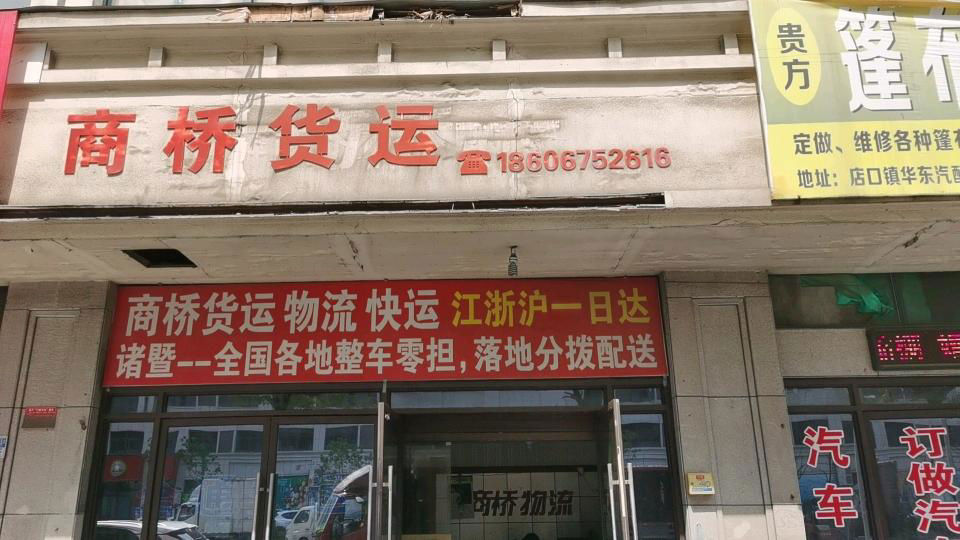 商桥货运
☎18606752616
贵方
篷布
定做、维修各种篷布
地址：店口镇华东汽配
商桥货运 物流 快运 江浙沪一日达
诸暨--全国各地整车零担，落地分拨配送
商桥物流
汽车
订做汽